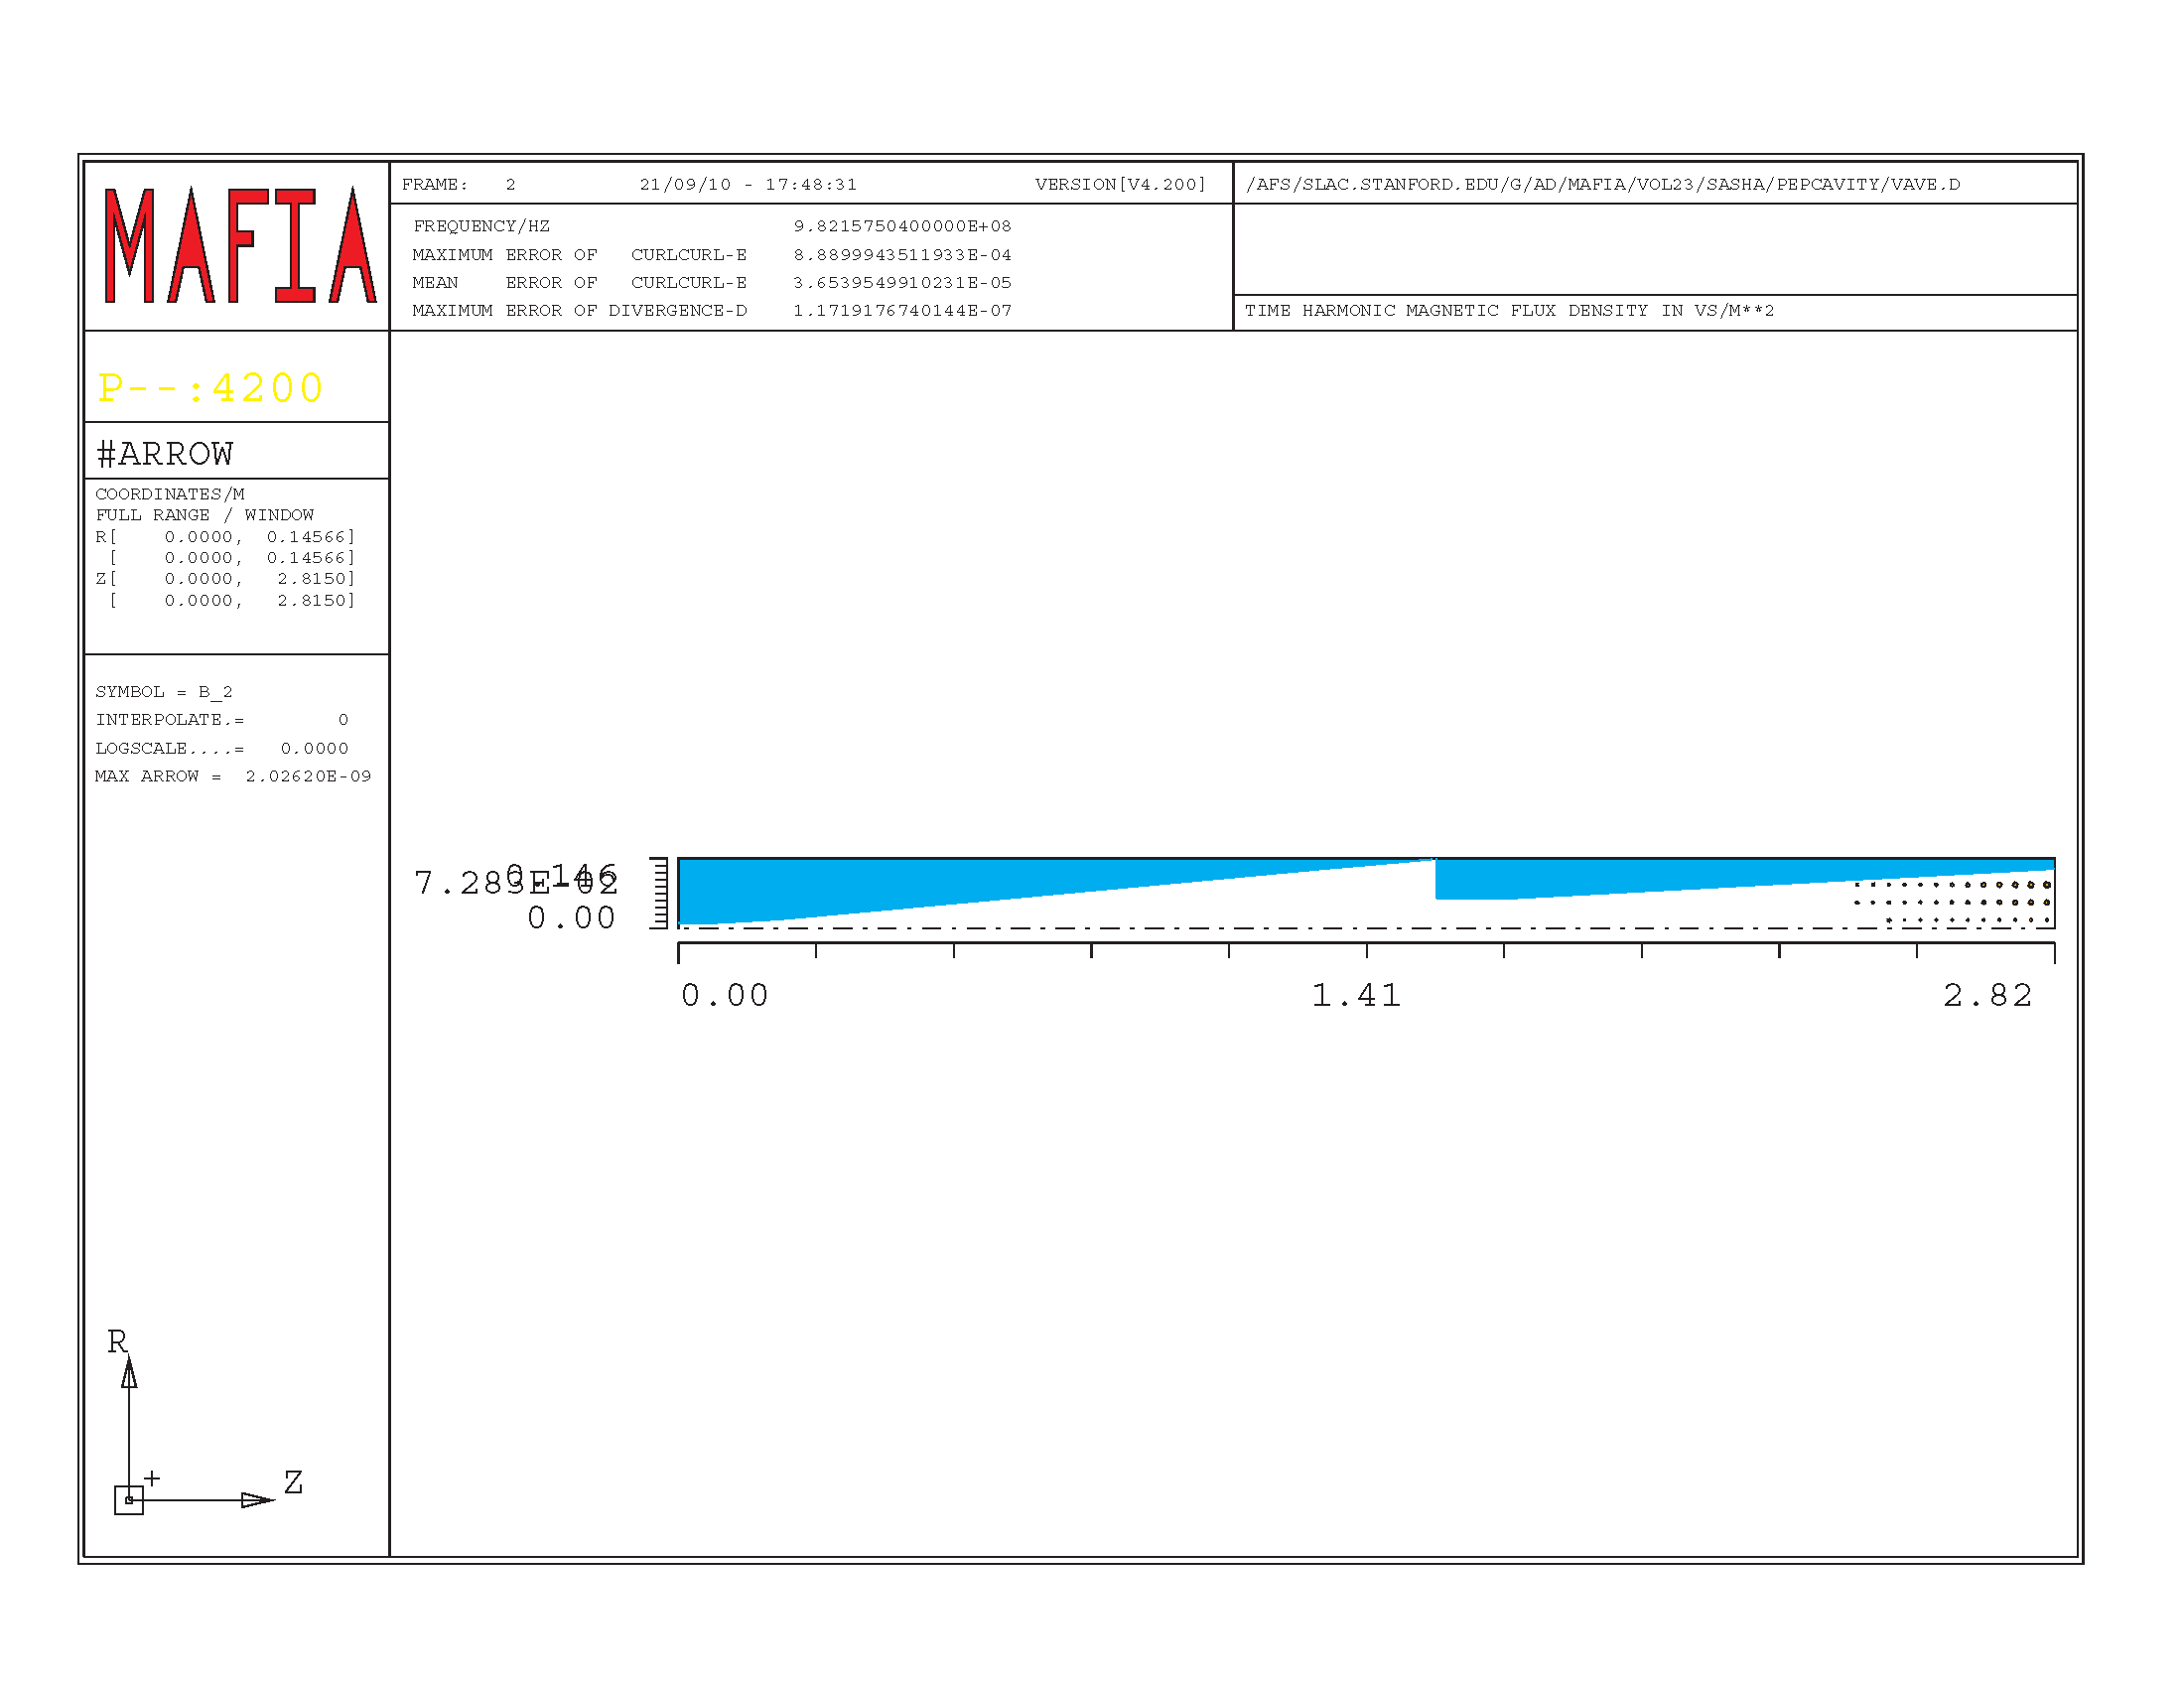 MAFIA
FRAME: 2 21/09/10 - 17:48:31 VERSION[V4.200] /AFS/SLAC.STANFORD.EDU/G/AD/MAFIA/VOL23/SASHA/PEPCAVITY/VAVE.D
FREQUENCY/HZ 9.8215750400000E+08
MAXIMUM ERROR OF CURLCURL-E 8.8899943511933E-04
MEAN ERROR OF CURLCURL-E 3.6539549910231E-05
MAXIMUM ERROR OF DIVERGENCE-D 1.1719176740144E-07
TIME HARMONIC MAGNETIC FLUX DENSITY IN VS/M**2
P--:4200
#ARROW
COORDINATES/M
FULL RANGE / WINDOW
R[ 0.0000, 0.14566]
[ 0.0000, 0.14566]
Z[ 0.0000, 2.8150]
[ 0.0000, 2.8150]
SYMBOL = B_2
INTERPOLATE.= 0
LOGSCALE....= 0.0000
MAX ARROW = 2.02620E-09
0.146
7.283E-02
0.00
0.00 1.41 2.82
R
+
Z